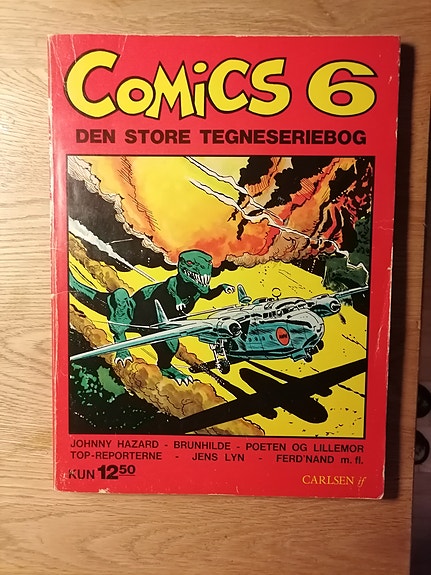 COMiCS 6
DEN STORE TEGNESERIEBOG
JOHNNY HAZARD - BRUNHILDE - POETEN OG LILLEMOR
TOP-REPORTERNE - JENS LYN - FERD'NAND m. fl.
KUN 12.50
CARLSEN if